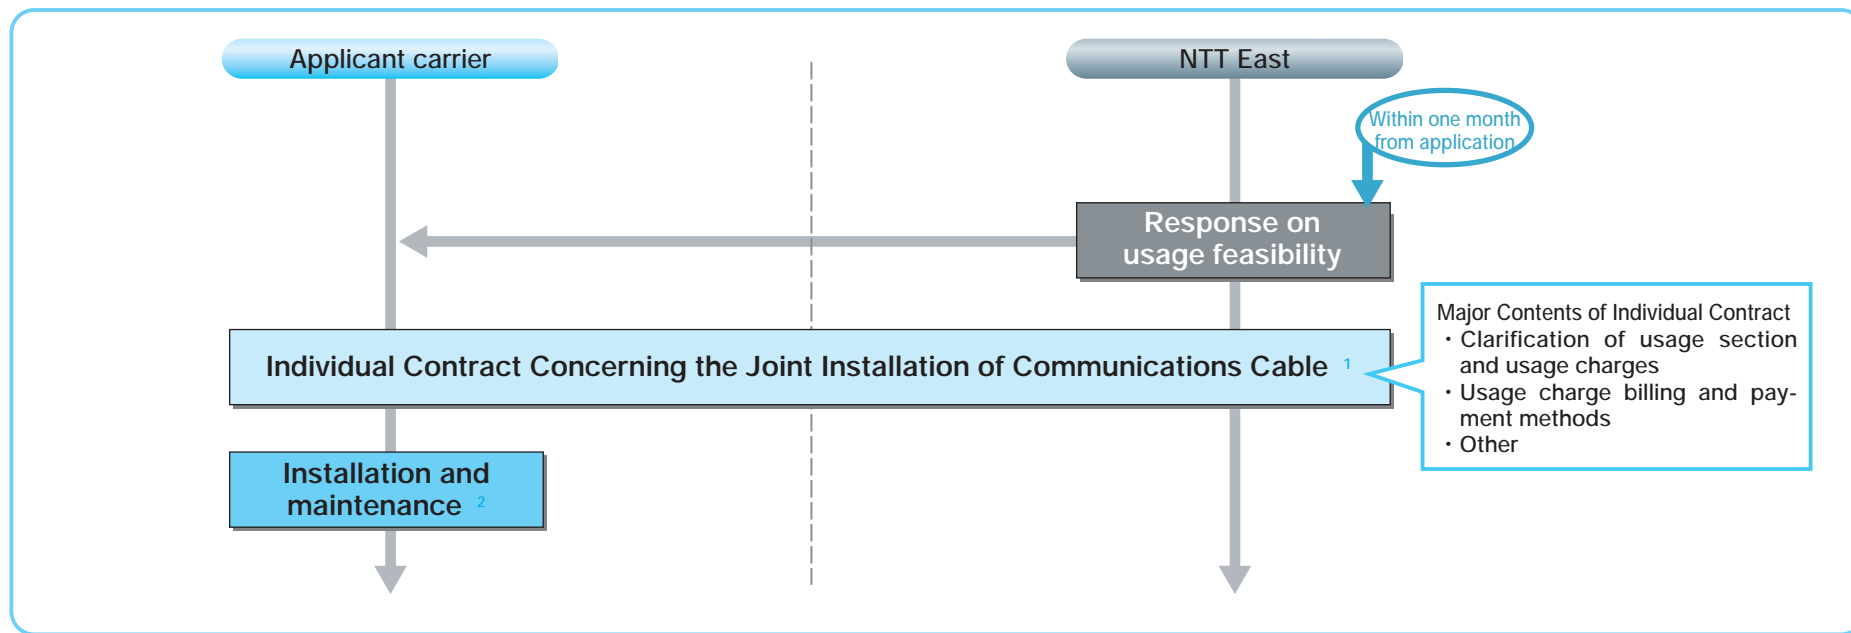 Applicant carrier
NTT East
Within one month
from application
Response on
usage feasibility
Individual Contract Concerning the Joint Installation of Communications Cable 1
Major Contents of Individual Contract
・Clarification of usage section
and usage charges
・Usage charge billing and pay-
ment methods
・Other
Installation and
maintenance 2